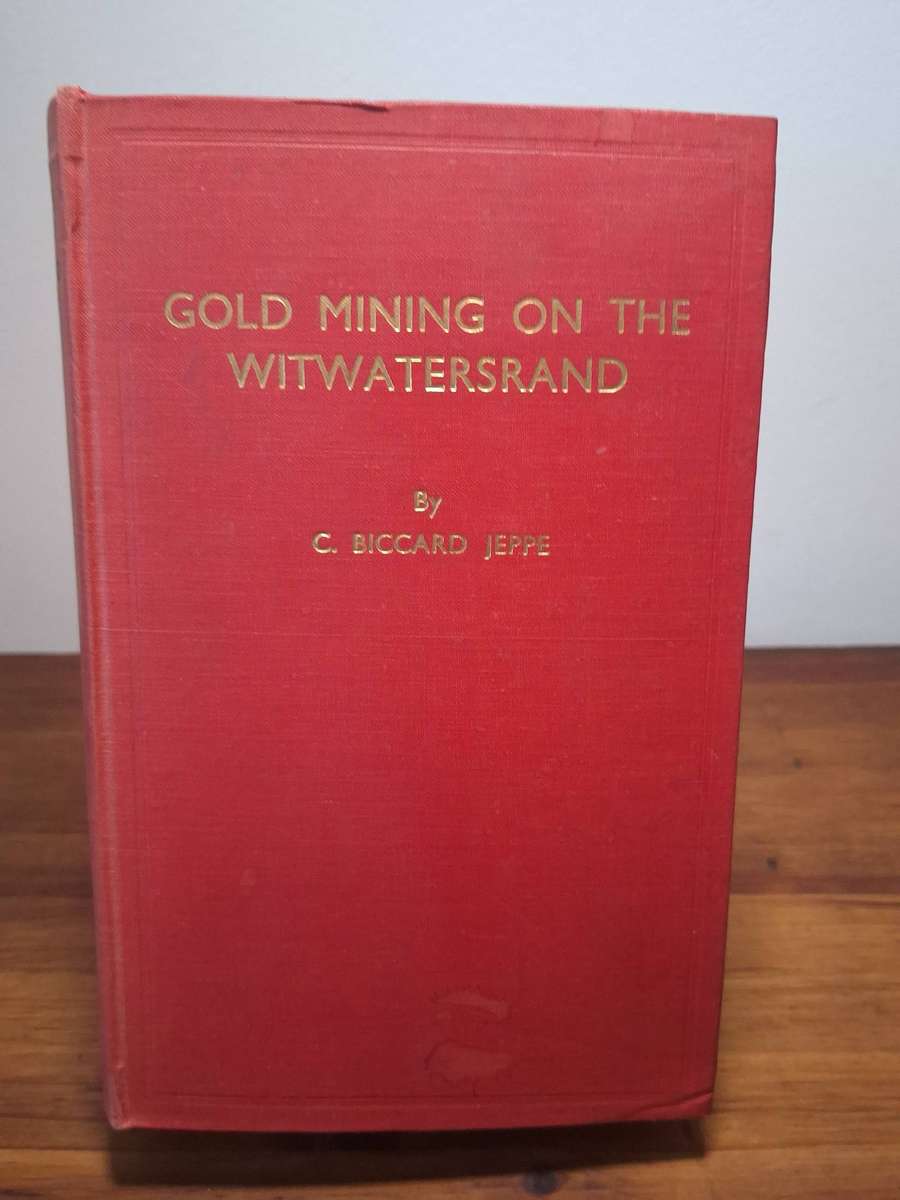 GOLD MINING ON THE
WITWATERSRAND
By
C. BICCARD JEPPE